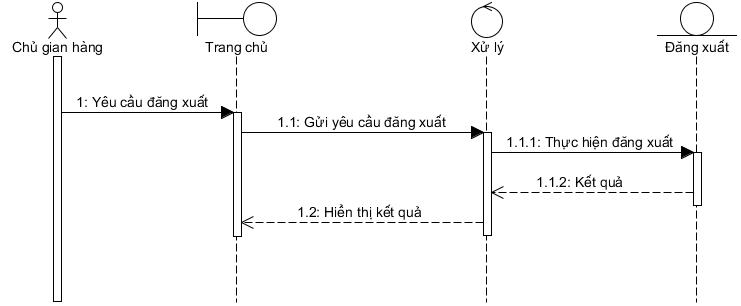 Chủ gian hàng
Trang chủ
Xử lý
Đăng xuất
1: Yêu cầu đăng xuất
1.1: Gửi yêu cầu đăng xuất
1.1.1: Thực hiện đăng xuất
1.1.2: Kết quả
1.2: Hiển thị kết quả